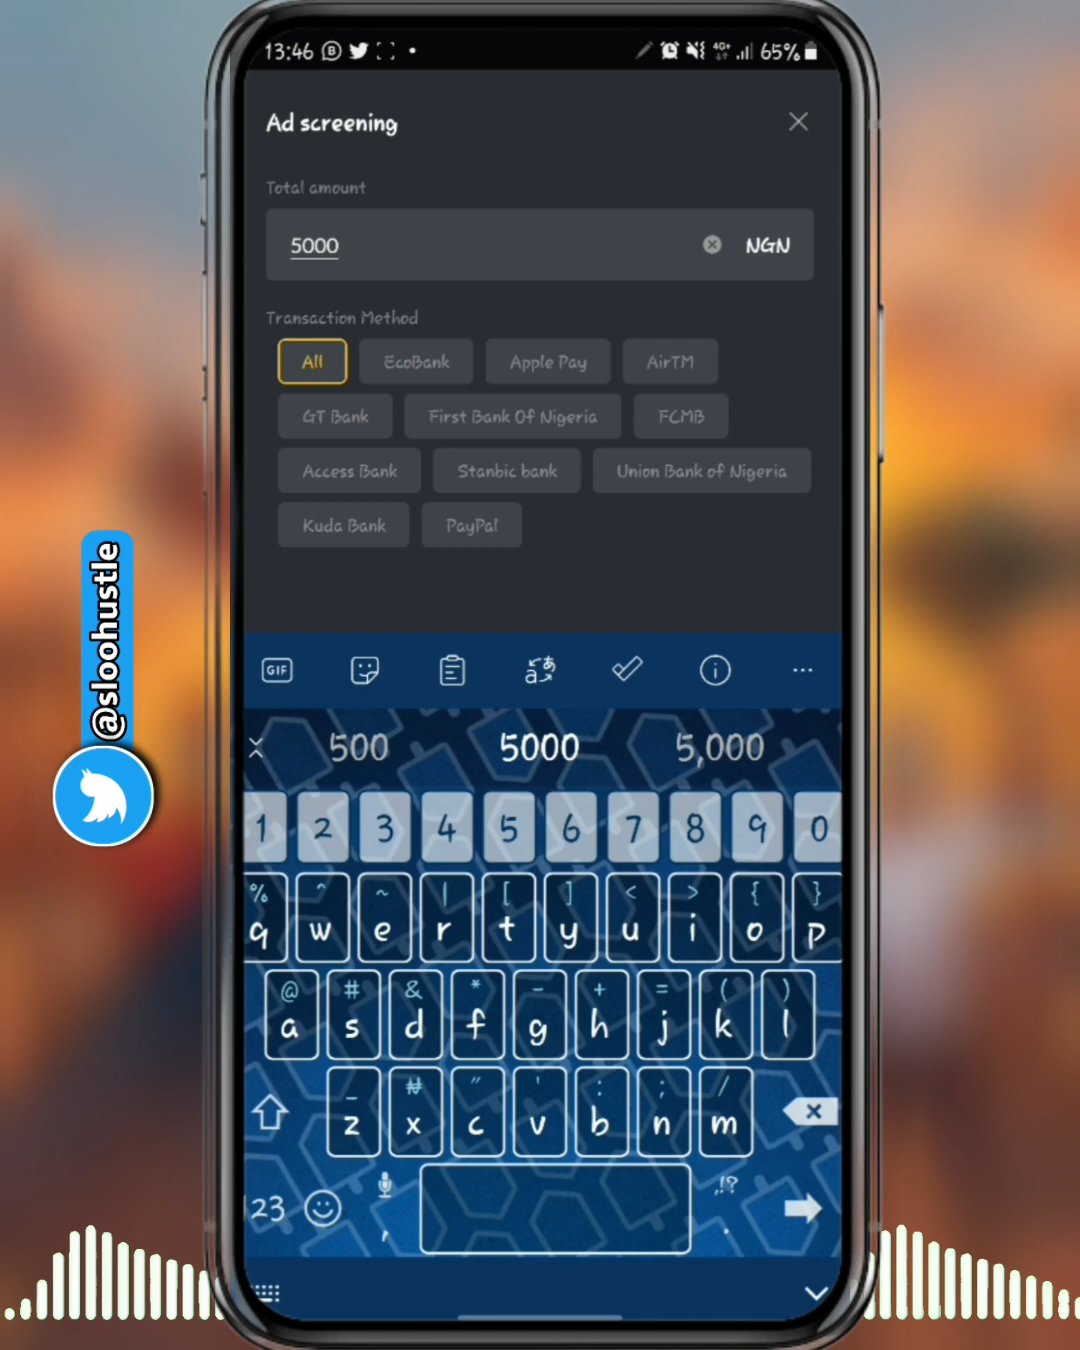 13:46
4G+
65%
Ad screening
Total amount
5000
NGN
Transaction Method
All EcoBank Apple Pay AirTM
GT Bank First Bank Of Nigeria FCMB
Access Bank Stanbic bank Union Bank of Nigeria
Kuda Bank PayPal
@sloohustle
GIF
500 5000 5,000
1 2 3 4 5 6 7 8 9 0
% ^ ~ | [ ] < > { }
q w e r t y u i o p
@ # & * - + = ( )
a s d f g h j k l
_ ₦ " ' : ; /
z x c v b n m
,!?
123 , .